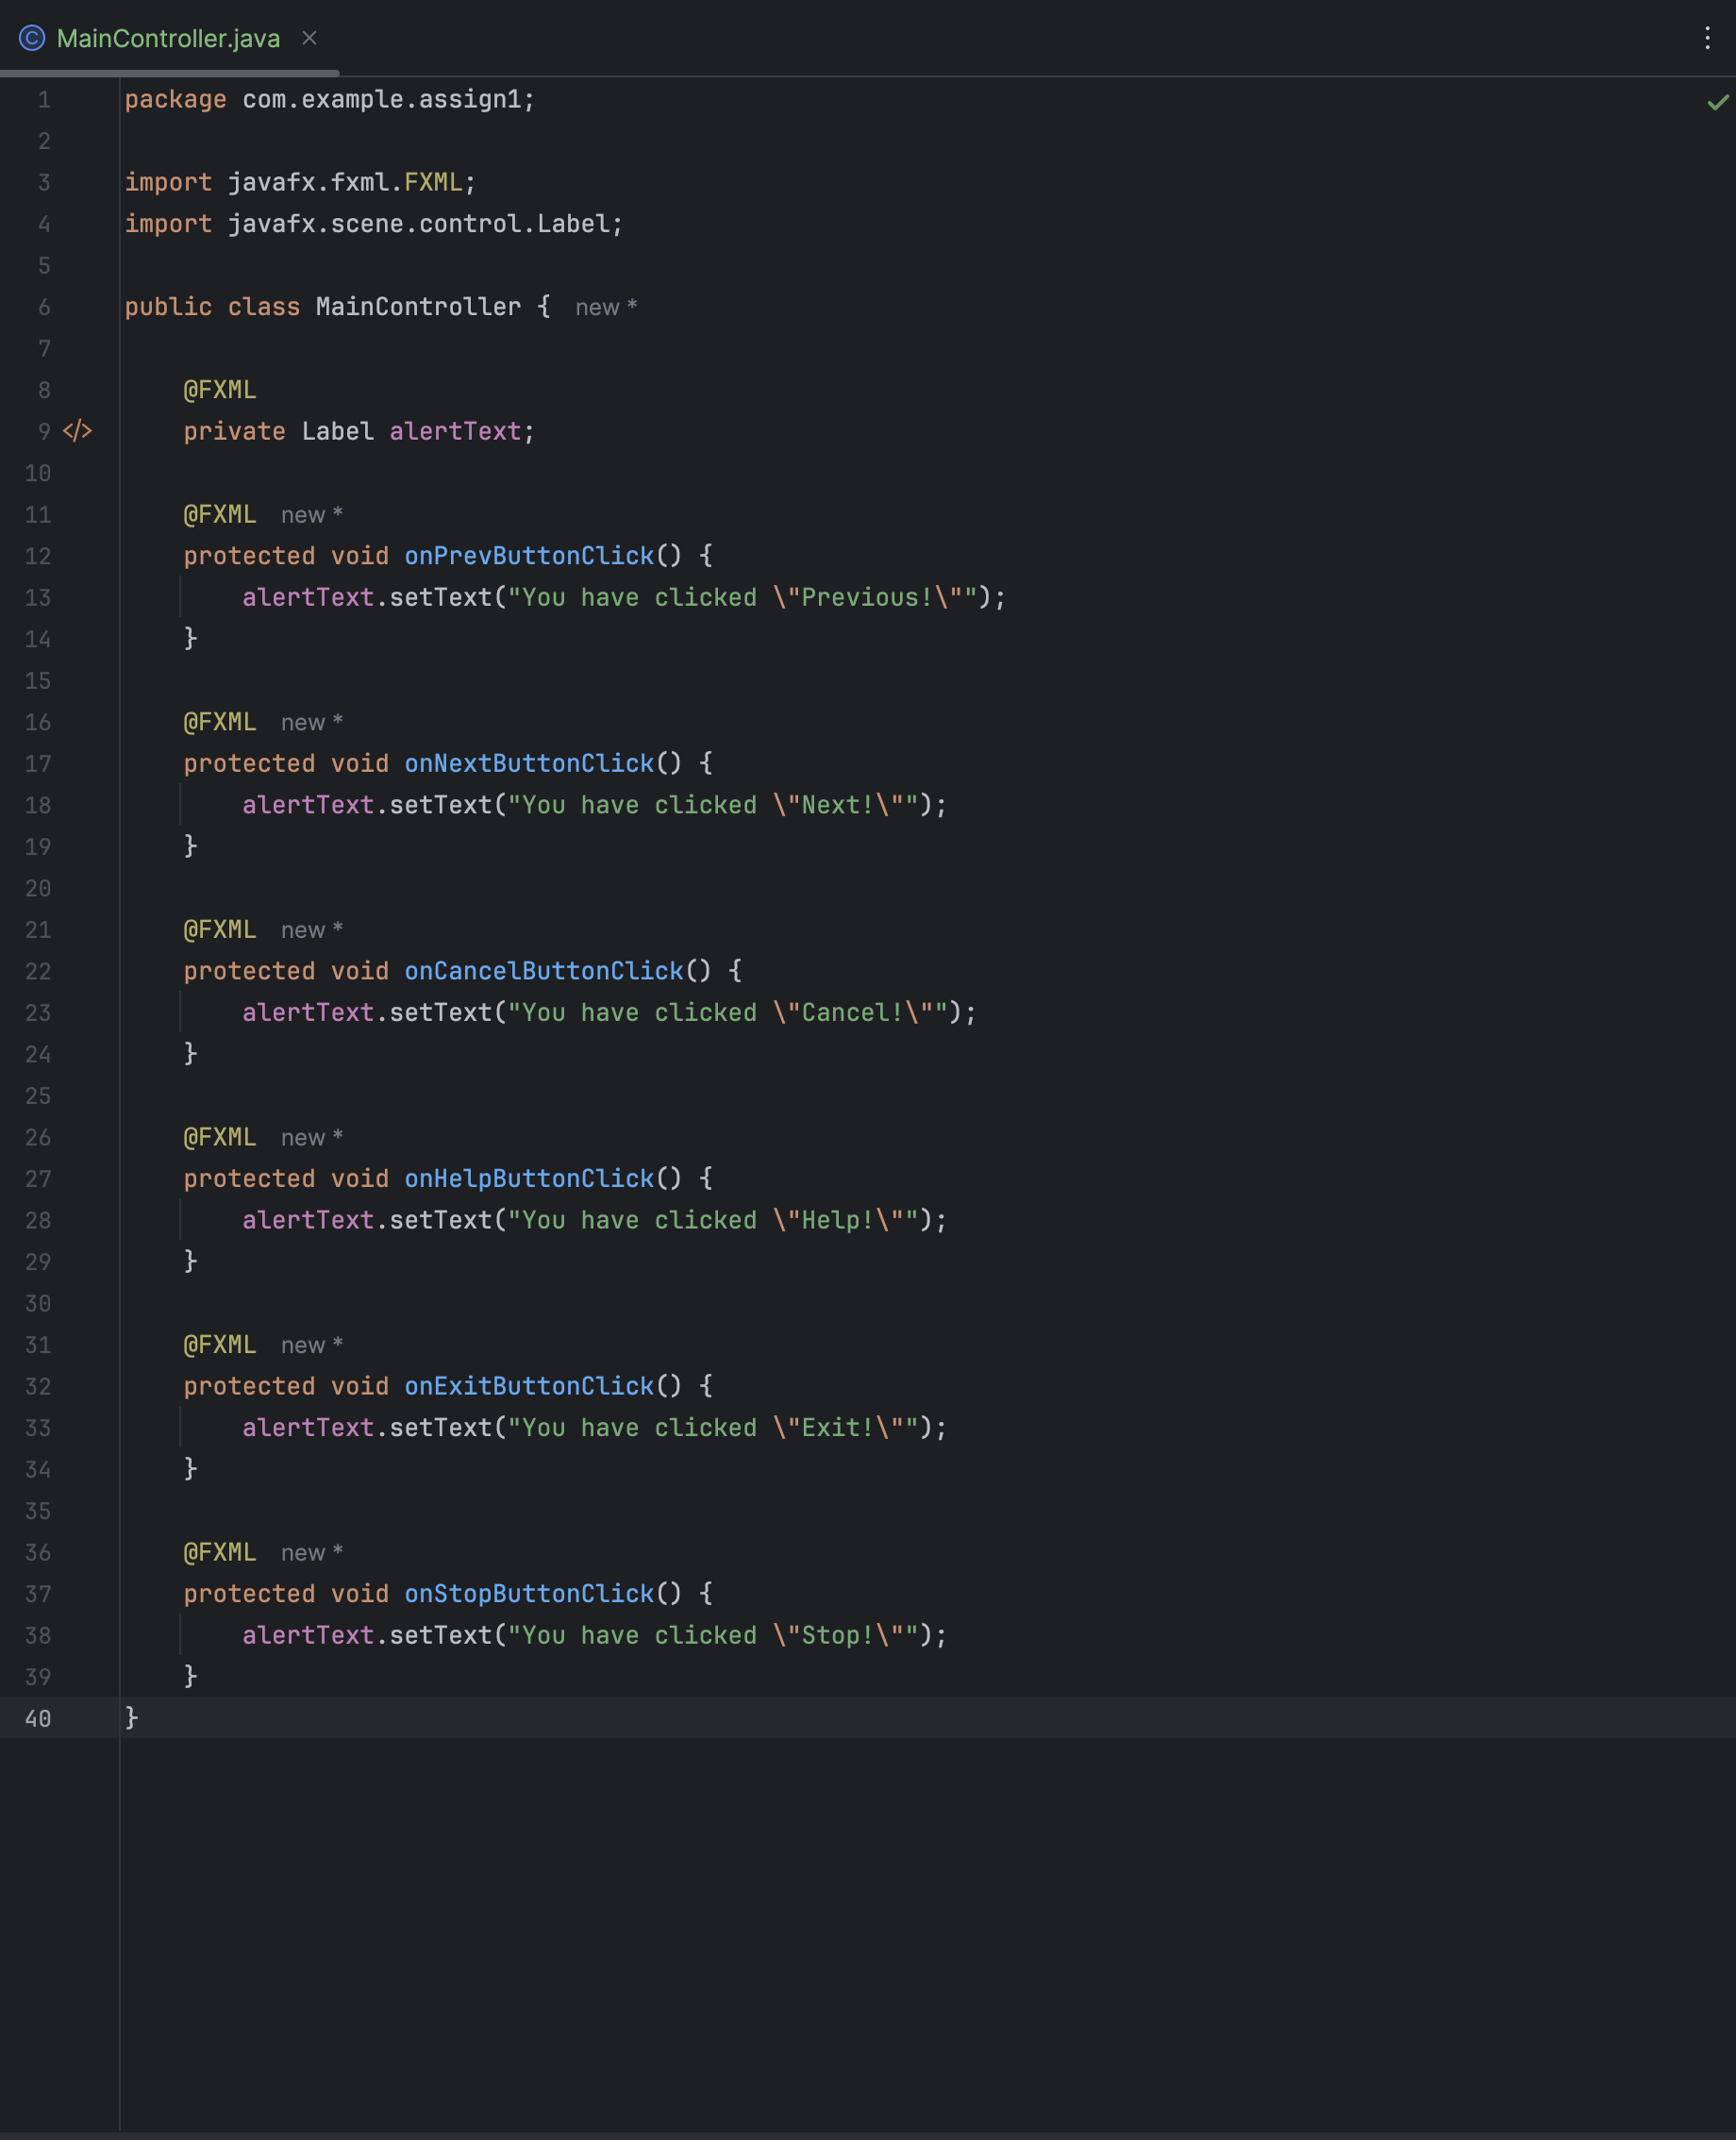 MainController.java
1 package com.example.assign1;
2
3 import javafx.fxml.FXML;
4 import javafx.scene.control.Label;
5
6 public class MainController { new *
7
8     @FXML
9     private Label alertText;
10
11     @FXML new *
12     protected void onPrevButtonClick() {
13         alertText.setText("You have clicked \"Previous!\"");
14     }
15
16     @FXML new *
17     protected void onNextButtonClick() {
18         alertText.setText("You have clicked \"Next!\"");
19     }
20
21     @FXML new *
22     protected void onCancelButtonClick() {
23         alertText.setText("You have clicked \"Cancel!\"");
24     }
25
26     @FXML new *
27     protected void onHelpButtonClick() {
28         alertText.setText("You have clicked \"Help!\"");
29     }
30
31     @FXML new *
32     protected void onExitButtonClick() {
33         alertText.setText("You have clicked \"Exit!\"");
34     }
35
36     @FXML new *
37     protected void onStopButtonClick() {
38         alertText.setText("You have clicked \"Stop!\"");
39     }
40 }